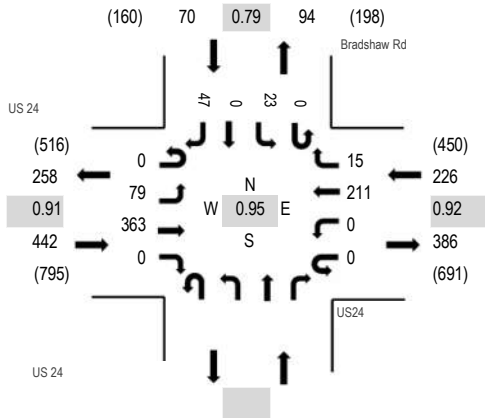 (160) 70 0.79 94 (198)
Bradshaw Rd
47 0 23 0
US 24
(516) 0 15 (450)
258 79 N 211 226
0.91 W 0.95 E 0.92
442 363 S 0 386
(795) 0 0 (691)
US24
US 24